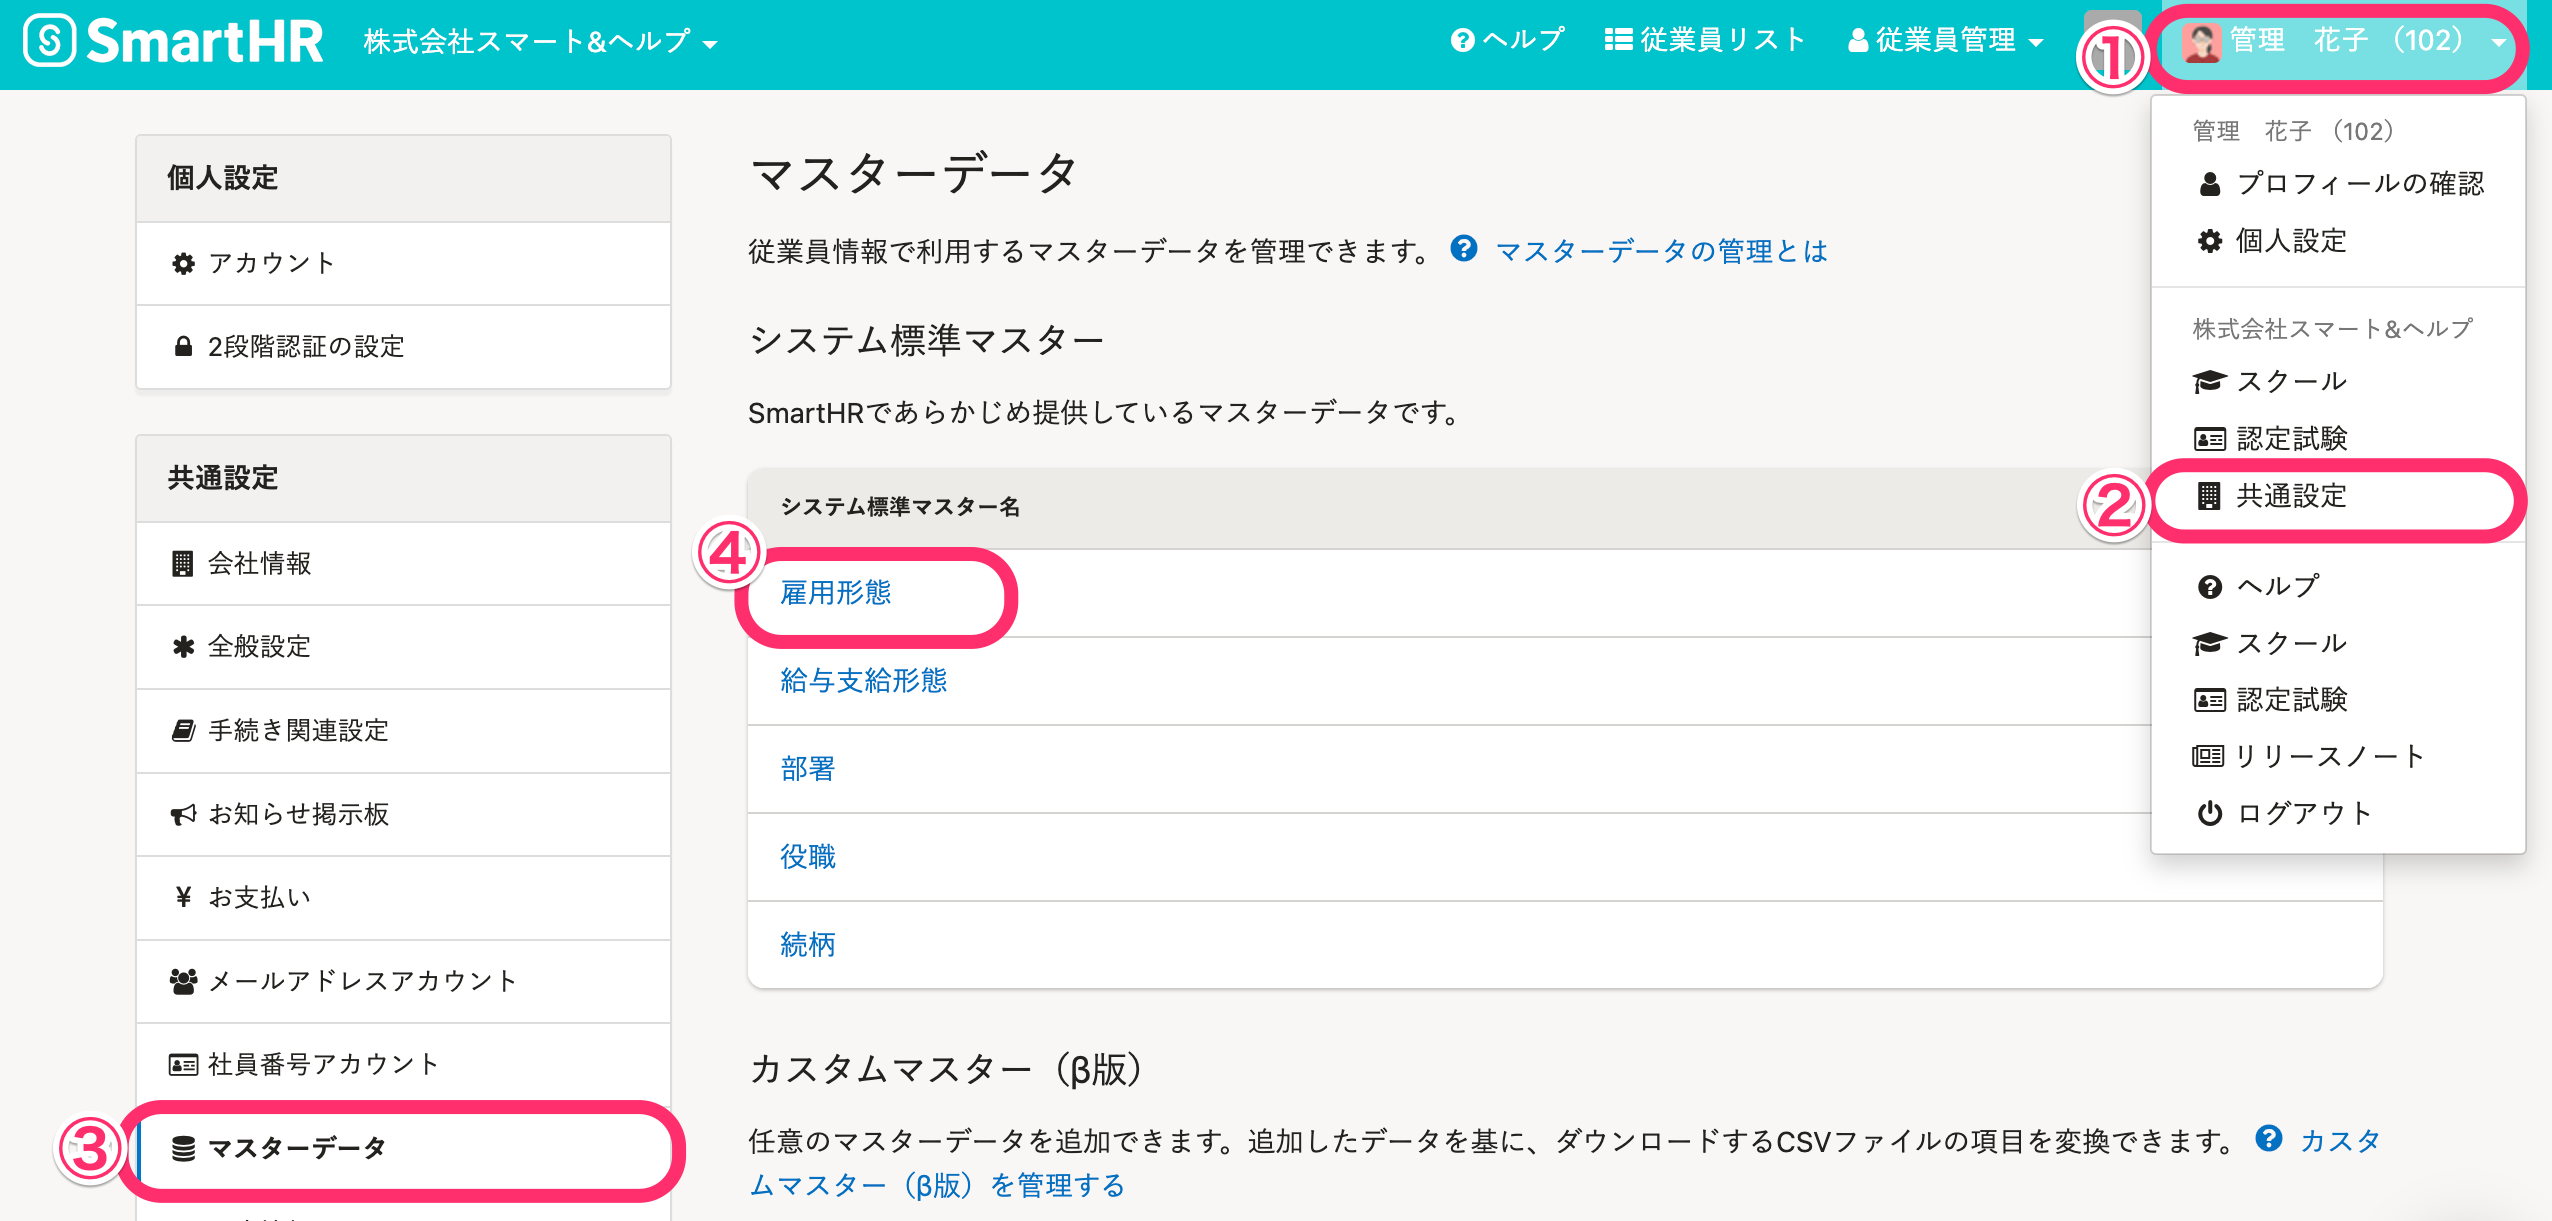 SmartHR 株式会社スマート&ヘルプ ヘルプ 従業員リスト 従業員管理 ① 管理 花子 （102）
個人設定
アカウント
2段階認証の設定
共通設定
会社情報
全般設定
手続き関連設定
お知らせ掲示板
¥ お支払い
メールアドレスアカウント
社員番号アカウント
③ マスターデータ
マスターデータ
従業員情報で利用するマスターデータを管理できます。 マスターデータの管理とは
システム標準マスター
SmartHRであらかじめ提供しているマスターデータです。
システム標準マスター名
④ 雇用形態
給与支給形態
部署
役職
続柄
カスタムマスター（β版）
任意のマスターデータを追加できます。追加したデータを基に、ダウンロードするCSVファイルの項目を変換できます。 カスタ
ムマスター（β版）を管理する
管理 花子 （102）
プロフィールの確認
個人設定
株式会社スマート&ヘルプ
スクール
認定試験
② 共通設定
ヘルプ
スクール
認定試験
リリースノート
ログアウト